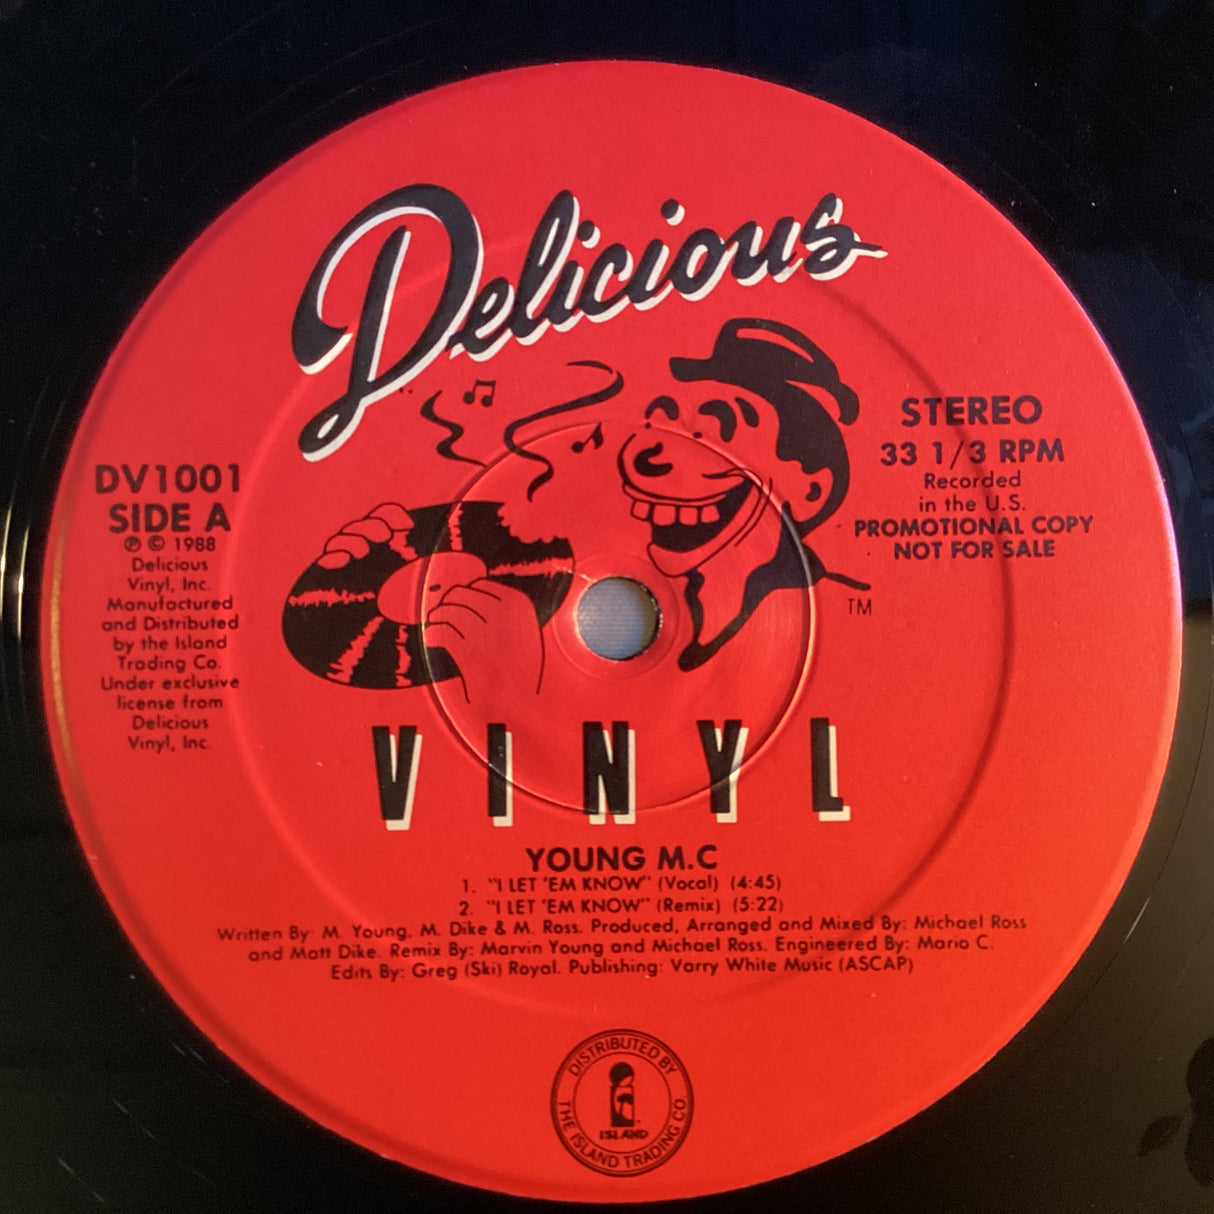 Delicious
STEREO
33 1/3 RPM
Recorded
in the U.S.
PROMOTIONAL COPY
NOT FOR SALE
DV1001
SIDE A
℗ © 1988
Delicious
Vinyl, Inc.
Manufactured
and Distributed
by the Island
Trading Co.
Under exclusive
license from
Delicious
Vinyl, Inc.
TM
VINYL
YOUNG M.C
1. "I LET 'EM KNOW" (Vocal) (4:45)
2. "I LET 'EM KNOW" (Remix) (5:22)
Written By: M. Young, M. Dike & M. Ross. Produced, Arranged and Mixed By: Michael Ross
and Matt Dike. Remix By: Marvin Young and Michael Ross. Engineered By: Mario C.
Edits By: Greg (Ski) Royal. Publishing: Varry White Music (ASCAP)
DISTRIBUTED BY
THE ISLAND TRADING CO.
ISLAND